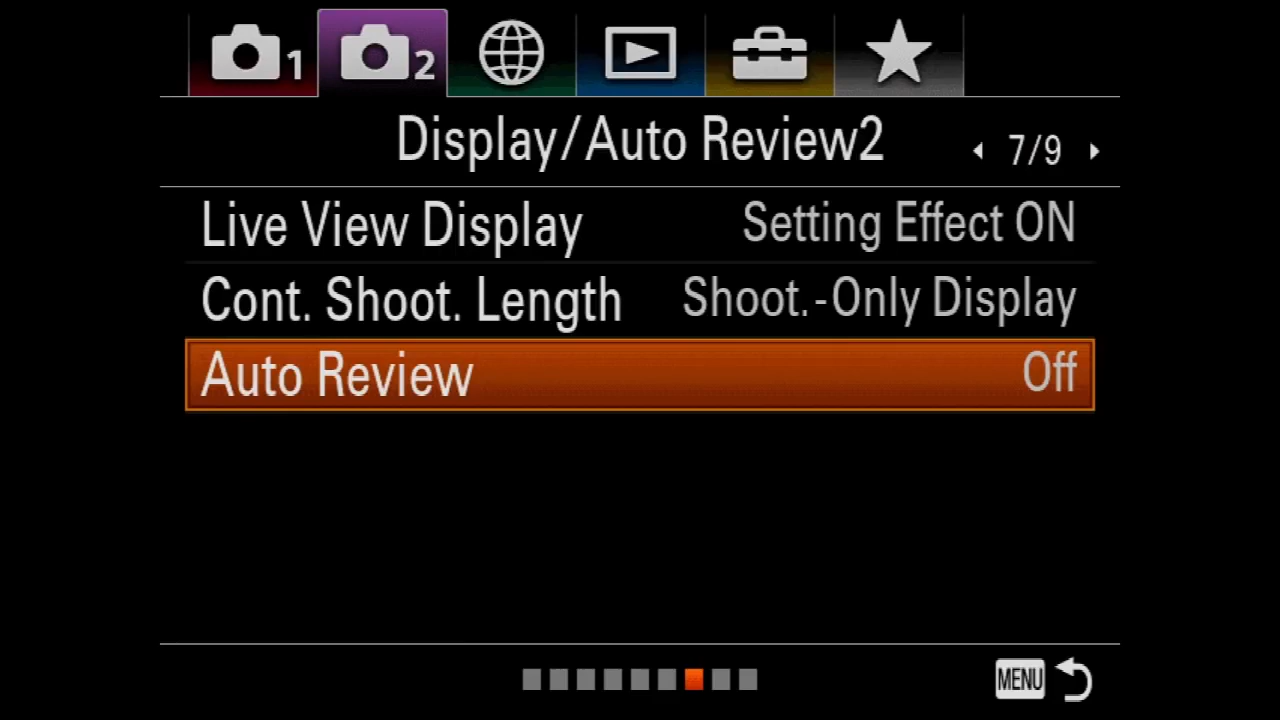 1 2
Display/Auto Review2 7/9
Live View Display Setting Effect ON
Cont. Shoot. Length Shoot.-Only Display
Auto Review Off
MENU